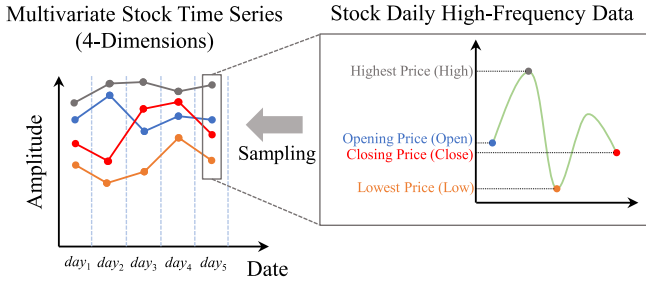 Multivariate Stock Time Series
(4-Dimensions)
Amplitude
day1 day2 day3 day4 day5
Date
Sampling
Stock Daily High-Frequency Data
Highest Price (High)
Opening Price (Open)
Closing Price (Close)
Lowest Price (Low)